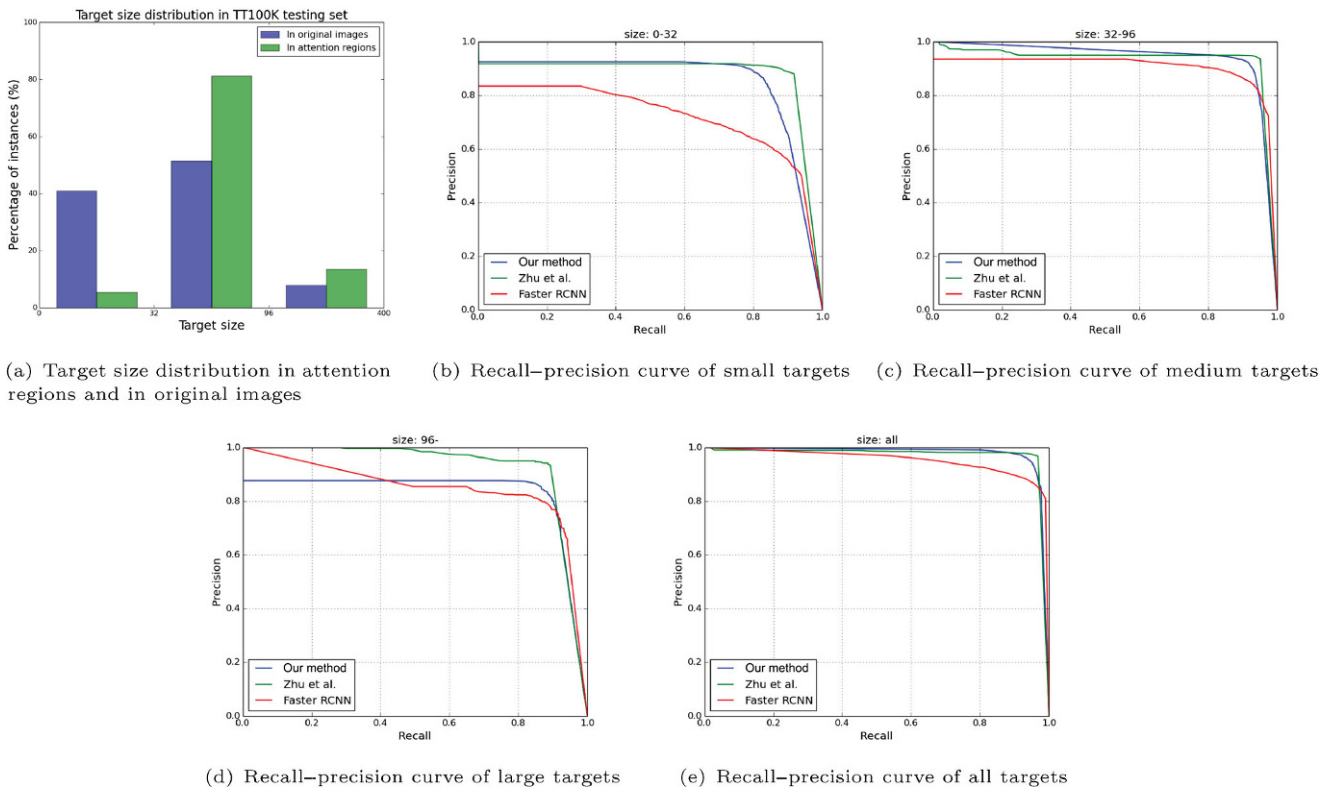 Target size distribution in TT100K testing set
100
80
60
40
20
0
Percentage of instances (%)
In original images
In attention regions
0 32 96 400
Target size
(a) Target size distribution in attention
regions and in original images
size: 0-32
1.0
0.8
0.6
0.4
0.2
0.0
Precision
Our method
Zhu et al.
Faster RCNN
0.0 0.2 0.4 0.6 0.8 1.0
Recall
(b) Recall–precision curve of small targets
size: 32-96
1.0
0.8
0.6
0.4
0.2
0.0
Precision
Our method
Zhu et al.
Faster RCNN
0.0 0.2 0.4 0.6 0.8 1.0
Recall
(c) Recall–precision curve of medium targets
size: 96-
1.0
0.8
0.6
0.4
0.2
0.0
Precision
Our method
Zhu et al.
Faster RCNN
0.0 0.2 0.4 0.6 0.8 1.0
Recall
(d) Recall–precision curve of large targets
size: all
1.0
0.8
0.6
0.4
0.2
0.0
Precision
Our method
Zhu et al.
Faster RCNN
0.0 0.2 0.4 0.6 0.8 1.0
Recall
(e) Recall–precision curve of all targets